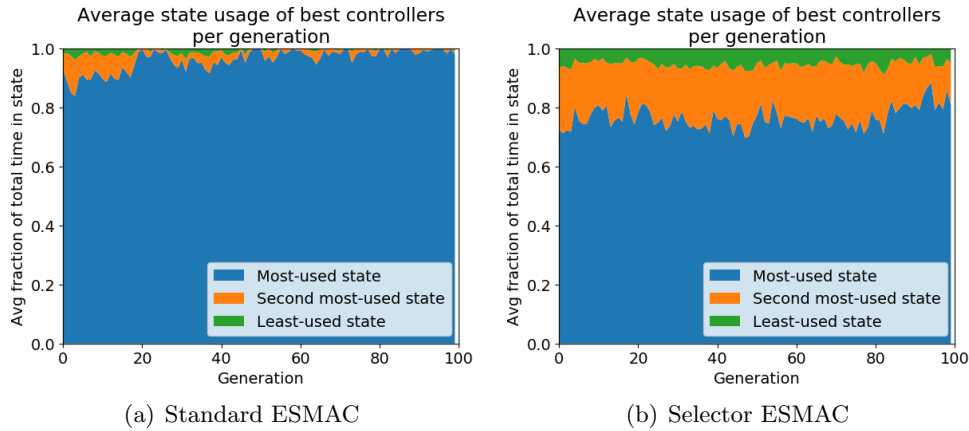 Average state usage of best controllers
per generation
Avg fraction of total time in state
1.0
0.8
0.6
0.4
0.2
0.0
Most-used state
Second most-used state
Least-used state
0 20 40 60 80 100
Generation
(a) Standard ESMAC
Average state usage of best controllers
per generation
Avg fraction of total time in state
1.0
0.8
0.6
0.4
0.2
0.0
Most-used state
Second most-used state
Least-used state
0 20 40 60 80 100
Generation
(b) Selector ESMAC